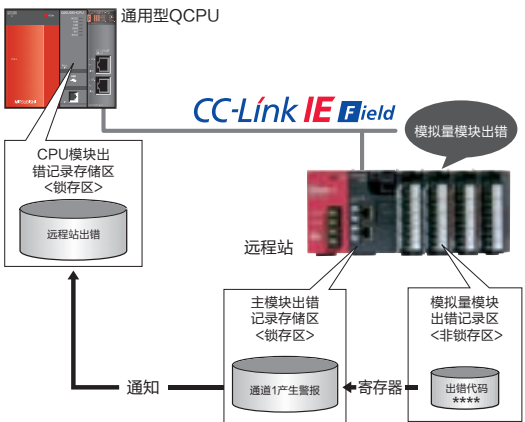 通用型QCPU
CC-Link IE Field
模拟量模块出错
CPU模块出
错记录存储区
<锁存区>
远程站出错
远程站
主模块出错
记录存储区
<锁存区>
通道1产生警报
模拟量模块
出错记录区
<非锁存区>
出错代码
****
寄存器
通知